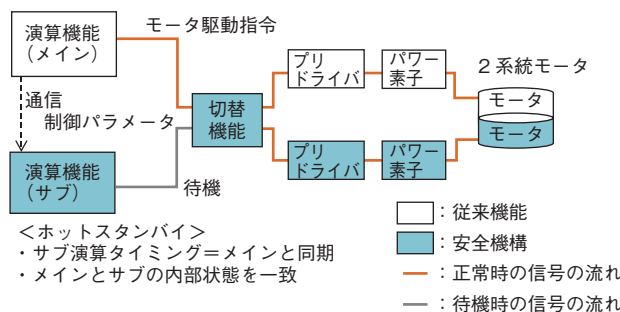 演算機能
（メイン）
モータ駆動指令
通信
制御パラメータ
切替
機能
プリ
ドライバ
パワー
素子
２系統モータ
モータ
モータ
プリ
ドライバ
パワー
素子
演算機能
（サブ）
待機
＜ホットスタンバイ＞
・サブ演算タイミング＝メインと同期
・メインとサブの内部状態を一致
：従来機能
：安全機構
：正常時の信号の流れ
：待機時の信号の流れ